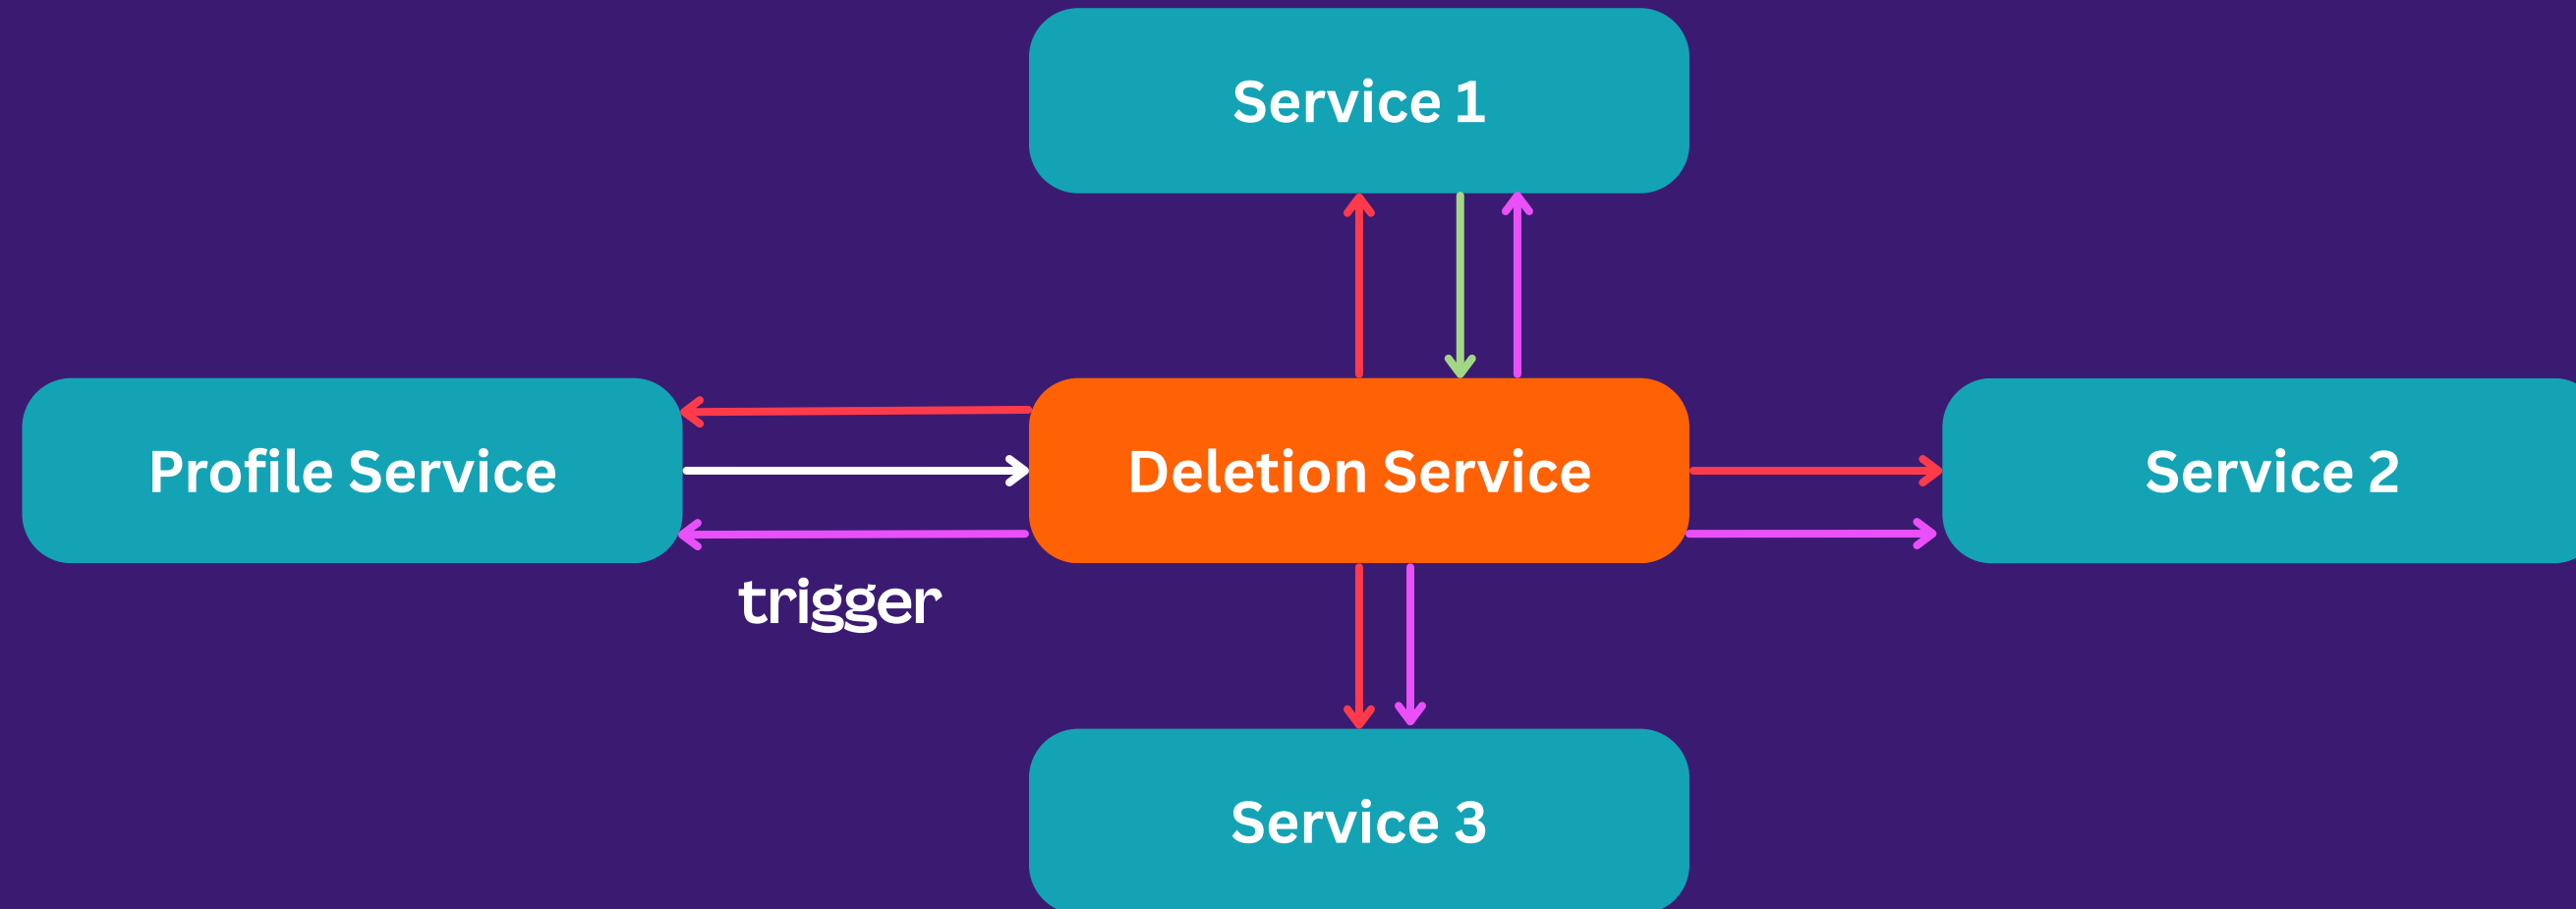 Service 1
Profile Service
Deletion Service
Service 2
trigger
Service 3